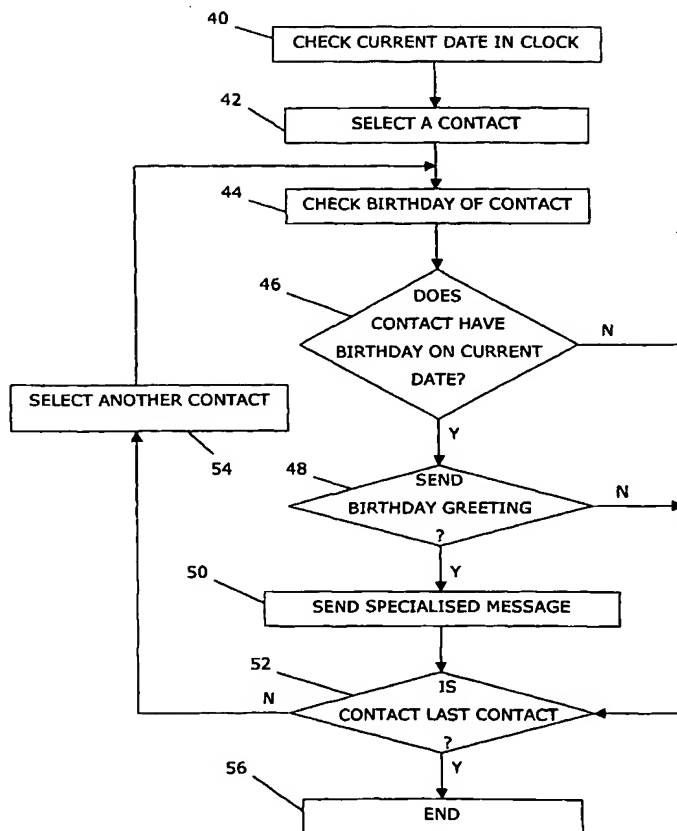 40
CHECK CURRENT DATE IN CLOCK
42
SELECT A CONTACT
44
CHECK BIRTHDAY OF CONTACT
46
DOES
CONTACT HAVE
BIRTHDAY ON CURRENT
DATE?
N
Y
SELECT ANOTHER CONTACT
54
48
SEND
BIRTHDAY GREETING
?
N
Y
50
SEND SPECIALISED MESSAGE
52
IS
CONTACT LAST CONTACT
?
N
Y
56
END